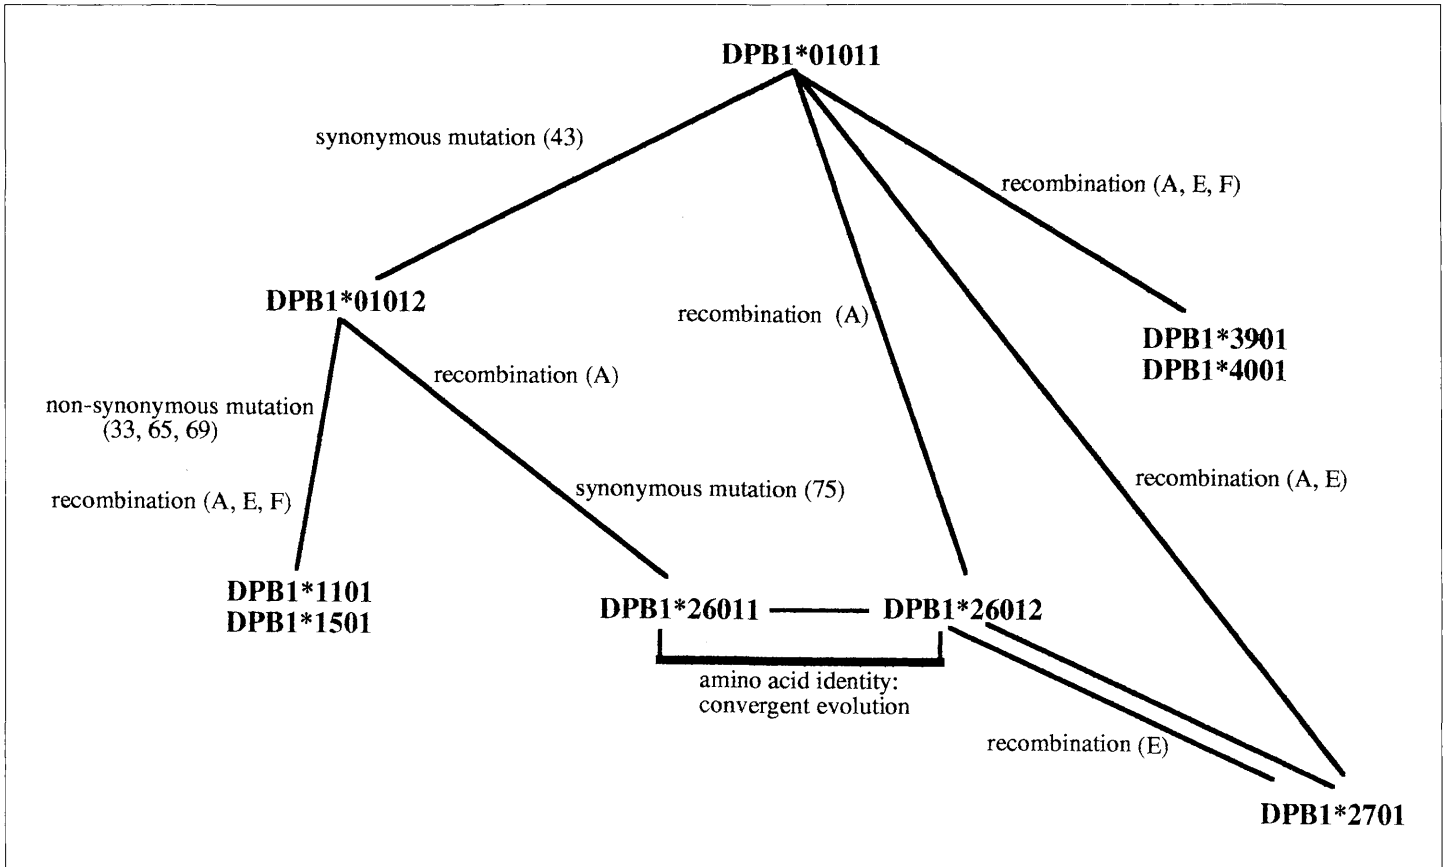 DPB1*01011
synonymous mutation (43)
recombination (A, E, F)
DPB1*01012
recombination (A)
DPB1*3901
DPB1*4001
recombination (A)
non-synonymous mutation
(33, 65, 69)
recombination (A, E)
synonymous mutation (75)
recombination (A, E, F)
DPB1*1101
DPB1*1501
DPB1*26011
DPB1*26012
amino acid identity:
convergent evolution
recombination (E)
DPB1*2701